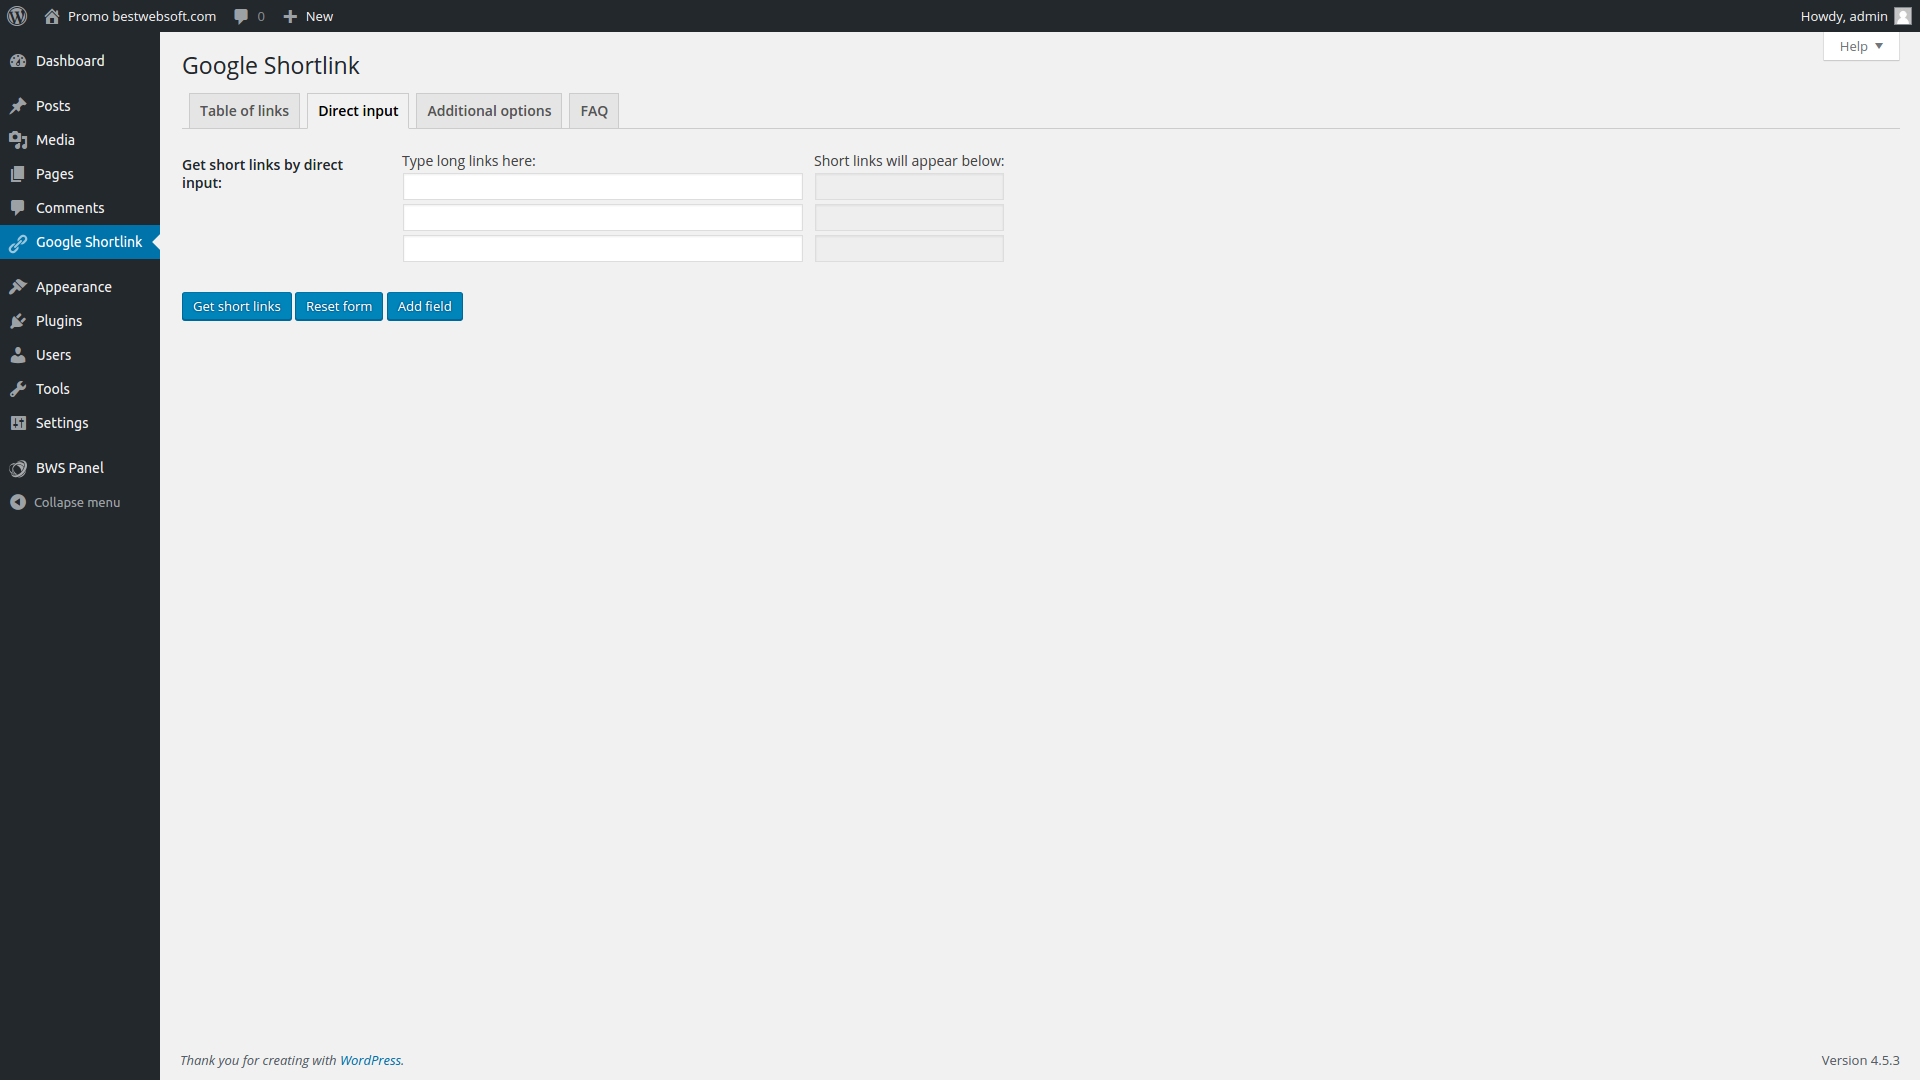 Promo bestwebsoft.com 0 New Howdy, admin
Help
Dashboard
Posts
Media
Pages
Comments
Google Shortlink
Appearance
Plugins
Users
Tools
Settings
BWS Panel
Collapse menu
Google Shortlink
Table of links Direct input Additional options FAQ
Get short links by direct
input:
Type long links here: Short links will appear below:
Get short links Reset form Add field
Thank you for creating with WordPress. Version 4.5.3